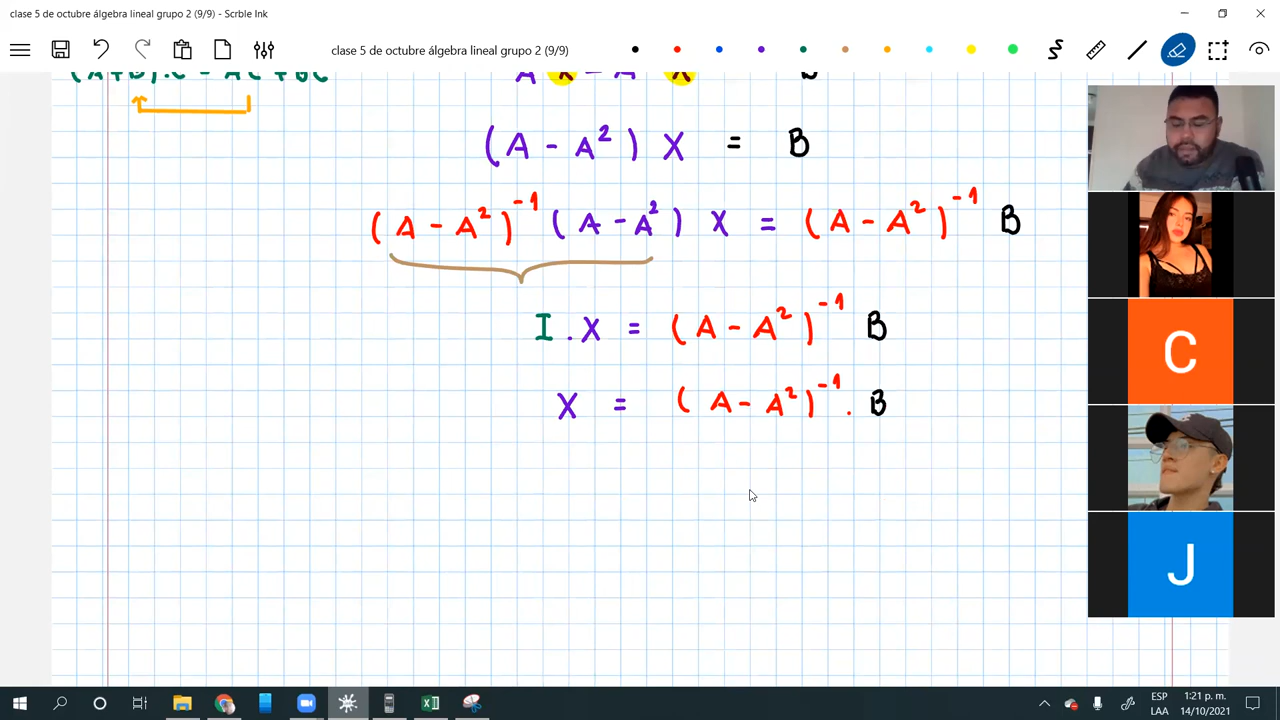 clase 5 de octubre álgebra lineal grupo 2 (9/9) - Scrble Ink
clase 5 de octubre álgebra lineal grupo 2 (9/9)
(A - A²) X = B
(A - A²)⁻¹ (A - A²) X = (A - A²)⁻¹ B
I . X = (A - A²)⁻¹ B
X = (A - A²)⁻¹ . B
C
J
ESP
LAA
1:21 p. m.
14/10/2021